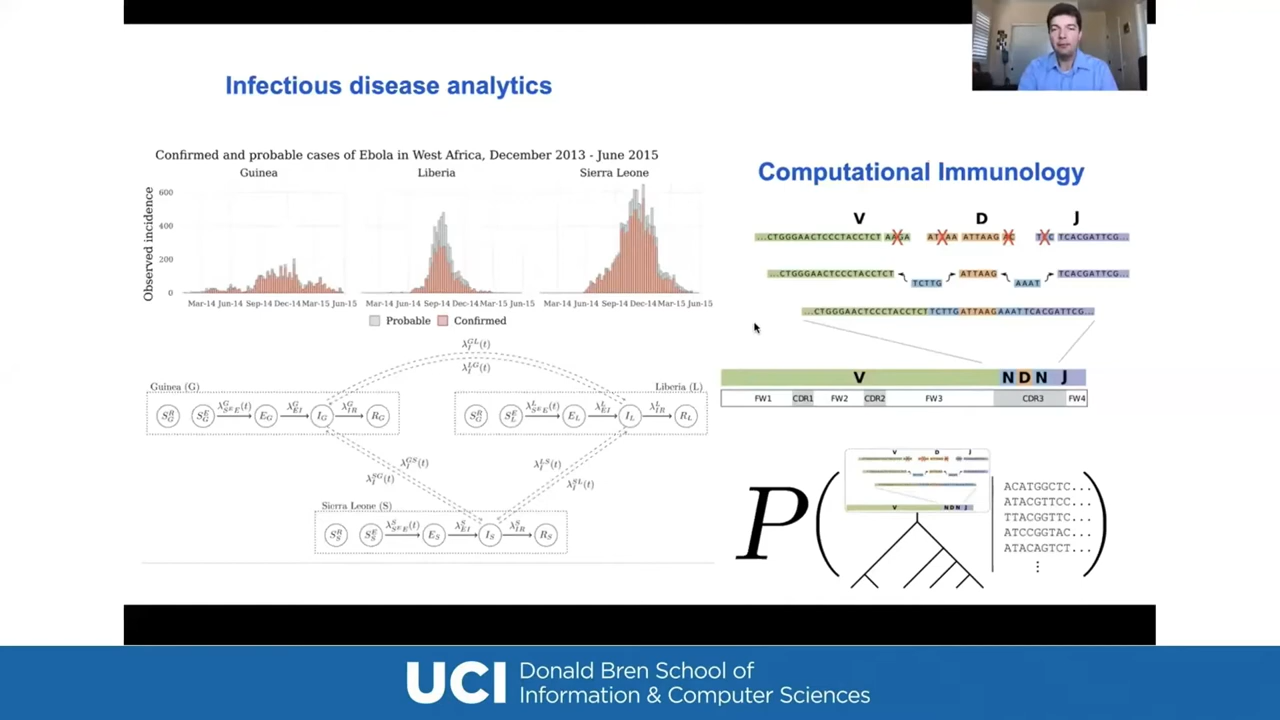 Infectious disease analytics
Confirmed and probable cases of Ebola in West Africa, December 2013 - June 2015
Guinea Liberia Sierra Leone
Observed incidence
600
400
200
0
Mar-14 Jun-14 Sep-14 Dec-14 Mar-15 Jun-15 Mar-14 Jun-14 Sep-14 Dec-14 Mar-15 Jun-15 Mar-14 Jun-14 Sep-14 Dec-14 Mar-15 Jun-15
Probable Confirmed
Guinea (G)
Liberia (L)
Sierra Leone (S)
Computational Immunology
V D J
...CTGGGAACTCCCTACCTCT ATTAAG TCACGATTCG...
...CTGGGAACTCCCTACCTCT ATTAAG TCACGATTCG...
TCTTG AAAT
...CTGGGAACTCCCTACCTCTTCTTGATTAAGAAATTCACGATTCG...
V N D N J
FW1 CDR1 FW2 CDR2 FW3 CDR3 FW4
P
V D J
V NDN J
ACATGGCTC...
ATACGTTCC...
TTACGGTTC...
ATCCGGTAC...
ATACAGTCT...
UCI
Donald Bren School of
Information & Computer Sciences